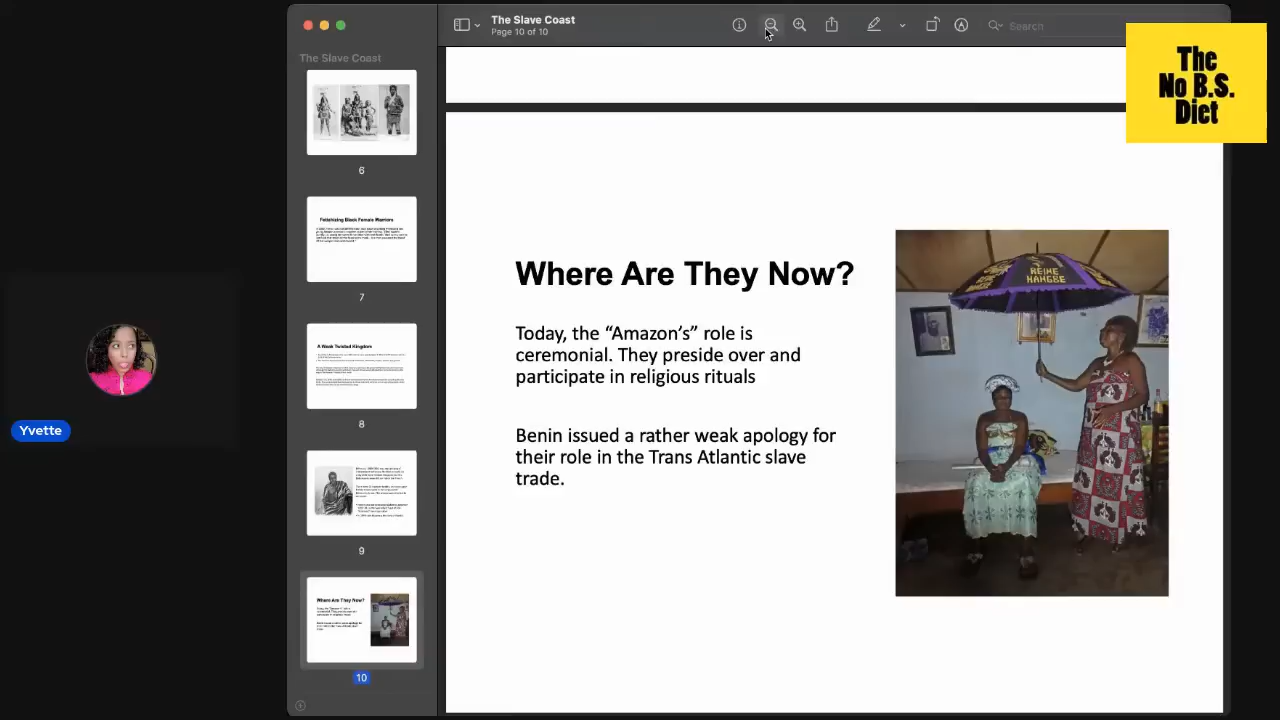 The Slave Coast
Page 10 of 10
Search
The
No B.S.
Diet
The Slave Coast
6
Fetishizing Black Female Warriors
7
A Week Twisted Kingdom
8
9
Where Are They Now?
10
Where Are They Now?
Today, the “Amazon’s” role is
ceremonial. They preside over and
participate in religious rituals
Benin issued a rather weak apology for
their role in the Trans Atlantic slave
trade.
REINE
HANGBE
Yvette